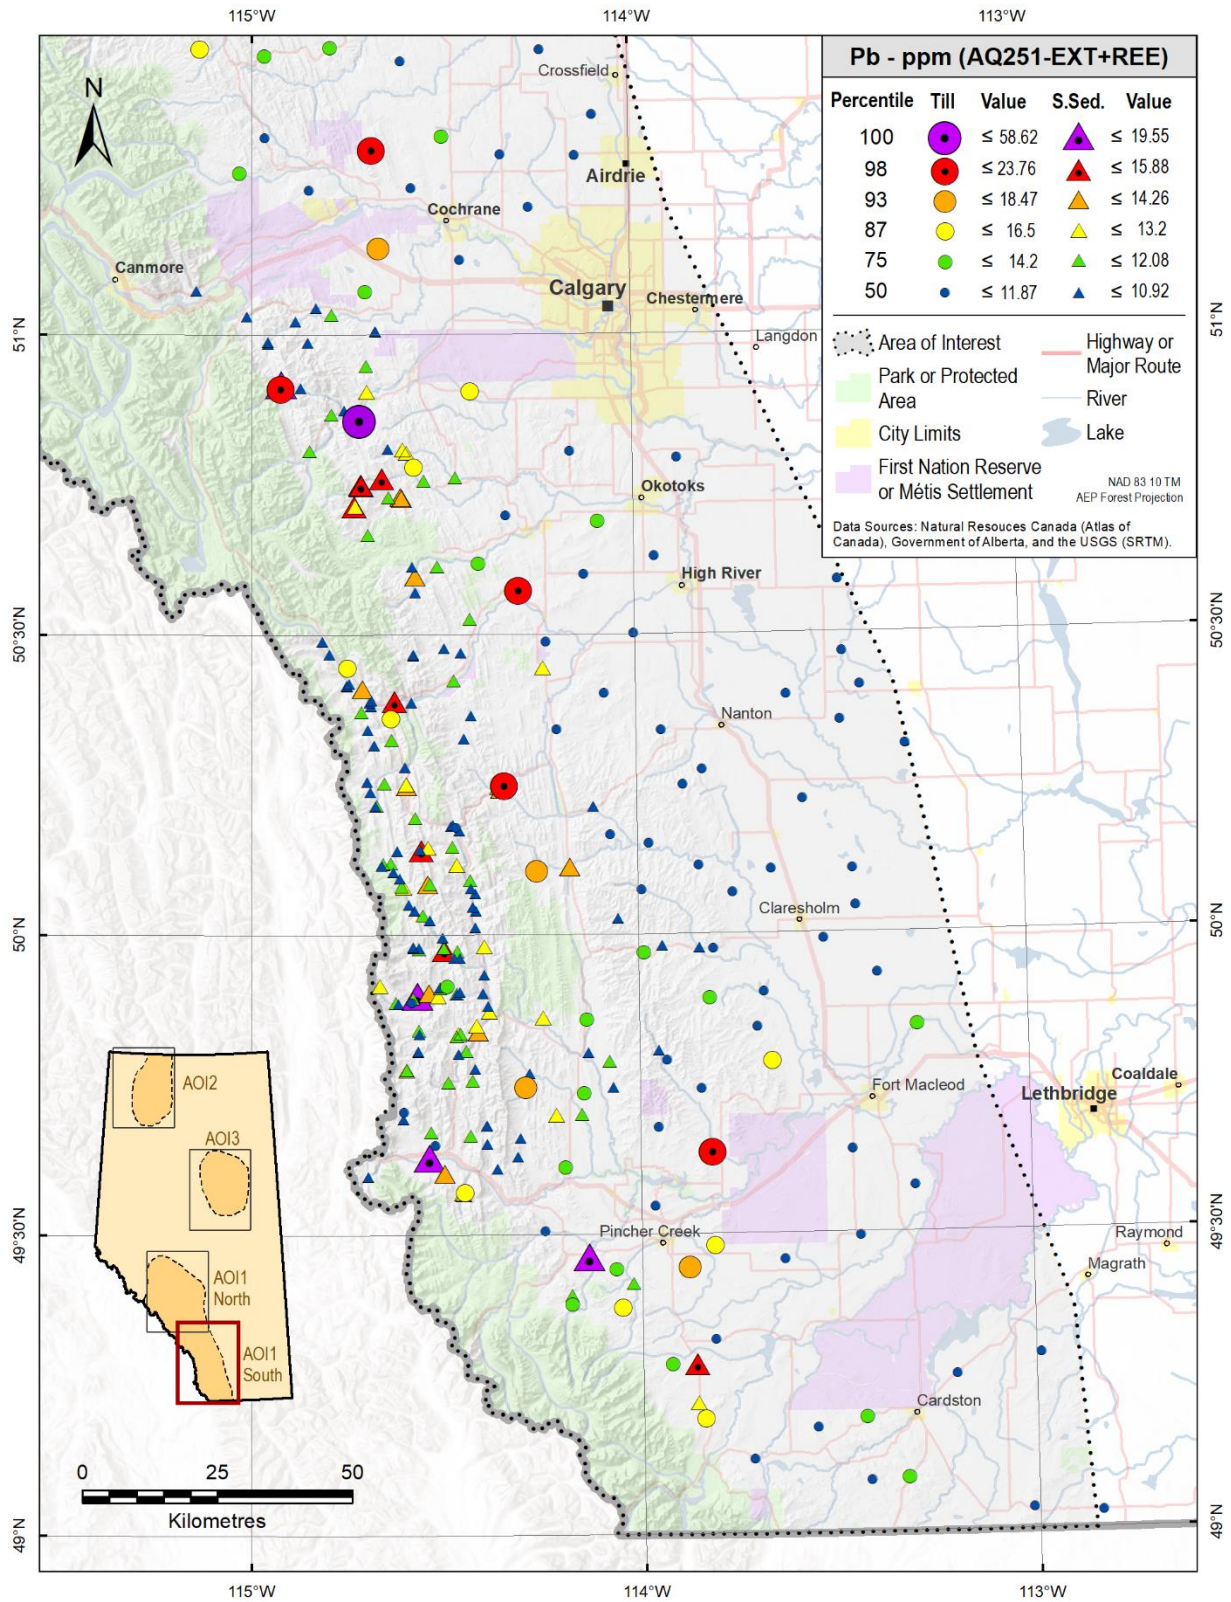 115°W 114°W 113°W
Pb - ppm (AQ251-EXT+REE)
Percentile Till Value S.Sed. Value
100 ≤ 58.62 ≤ 19.55
98 ≤ 23.76 ≤ 15.88
93 ≤ 18.47 ≤ 14.26
87 ≤ 16.5 ≤ 13.2
75 ≤ 14.2 ≤ 12.08
50 ≤ 11.87 ≤ 10.92
Area of Interest
Park or Protected
Area
City Limits
First Nation Reserve
or Métis Settlement
Highway or
Major Route
River
Lake
NAD 83 10 TM
AEP Forest Projection
Data Sources: Natural Resouces Canada (Atlas of
Canada), Government of Alberta, and the USGS (SRTM).
N
Crossfield
Airdrie
Cochrane
Canmore
Calgary
Chestermere
Langdon
51°N
51°N
Okotoks
High River
50°30'N
50°30'N
Nanton
Claresholm
50°N
50°N
Fort Macleod
Coaldale
Lethbridge
Pincher Creek
49°30'N
49°30'N
Raymond
Magrath
Cardston
49°N
49°N
AOI2
AOI3
AOI1
North
AOI1
South
0 25 50
Kilometres
115°W 114°W 113°W